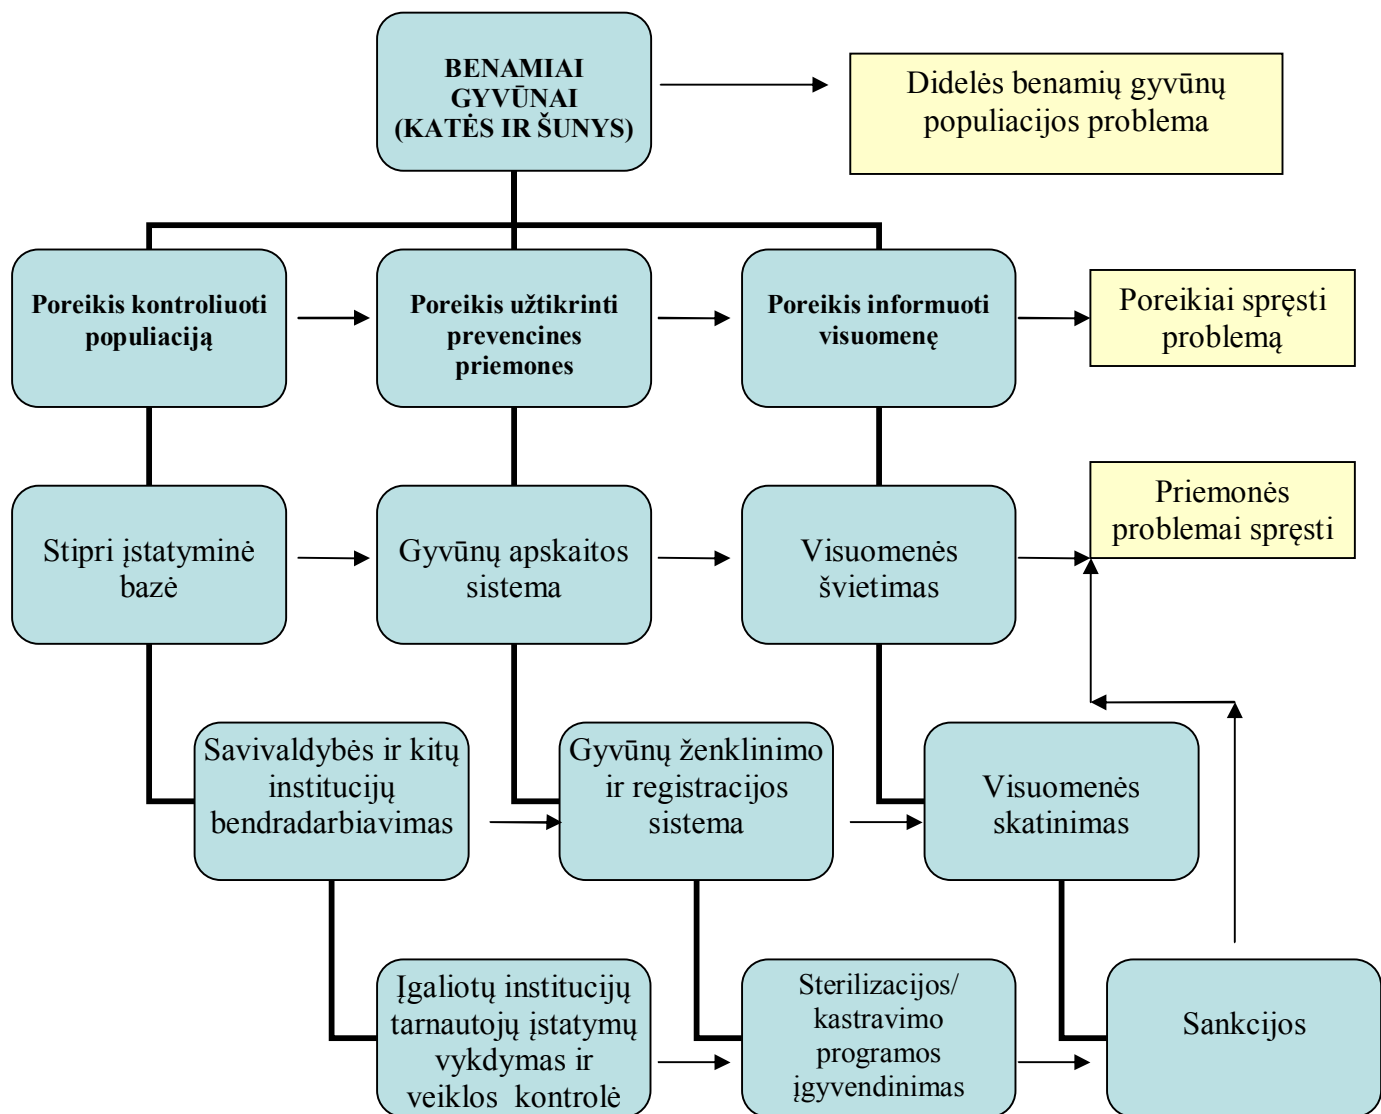 BENAMIAI
GYVŪNAI
(KATĖS IR ŠUNYS)
Didelės benamių gyvūnų
populiacijos problema
Poreikis kontroliuoti
populiaciją
Poreikis užtikrinti
prevencines
priemones
Poreikis informuoti
visuomenę
Poreikiai spręsti
problemą
Stipri įstatyminė
bazė
Gyvūnų apskaitos
sistema
Visuomenės
švietimas
Priemonės
problemai spręsti
Savivaldybės ir kitų
institucijų
bendradarbiavimas
Gyvūnų ženklinimo
ir registracijos
sistema
Visuomenės
skatinimas
Įgaliotų institucijų
tarnautojų įstatymų
vykdymas ir
veiklos kontrolė
Sterilizacijos/
kastravimo
programos
įgyvendinimas
Sankcijos